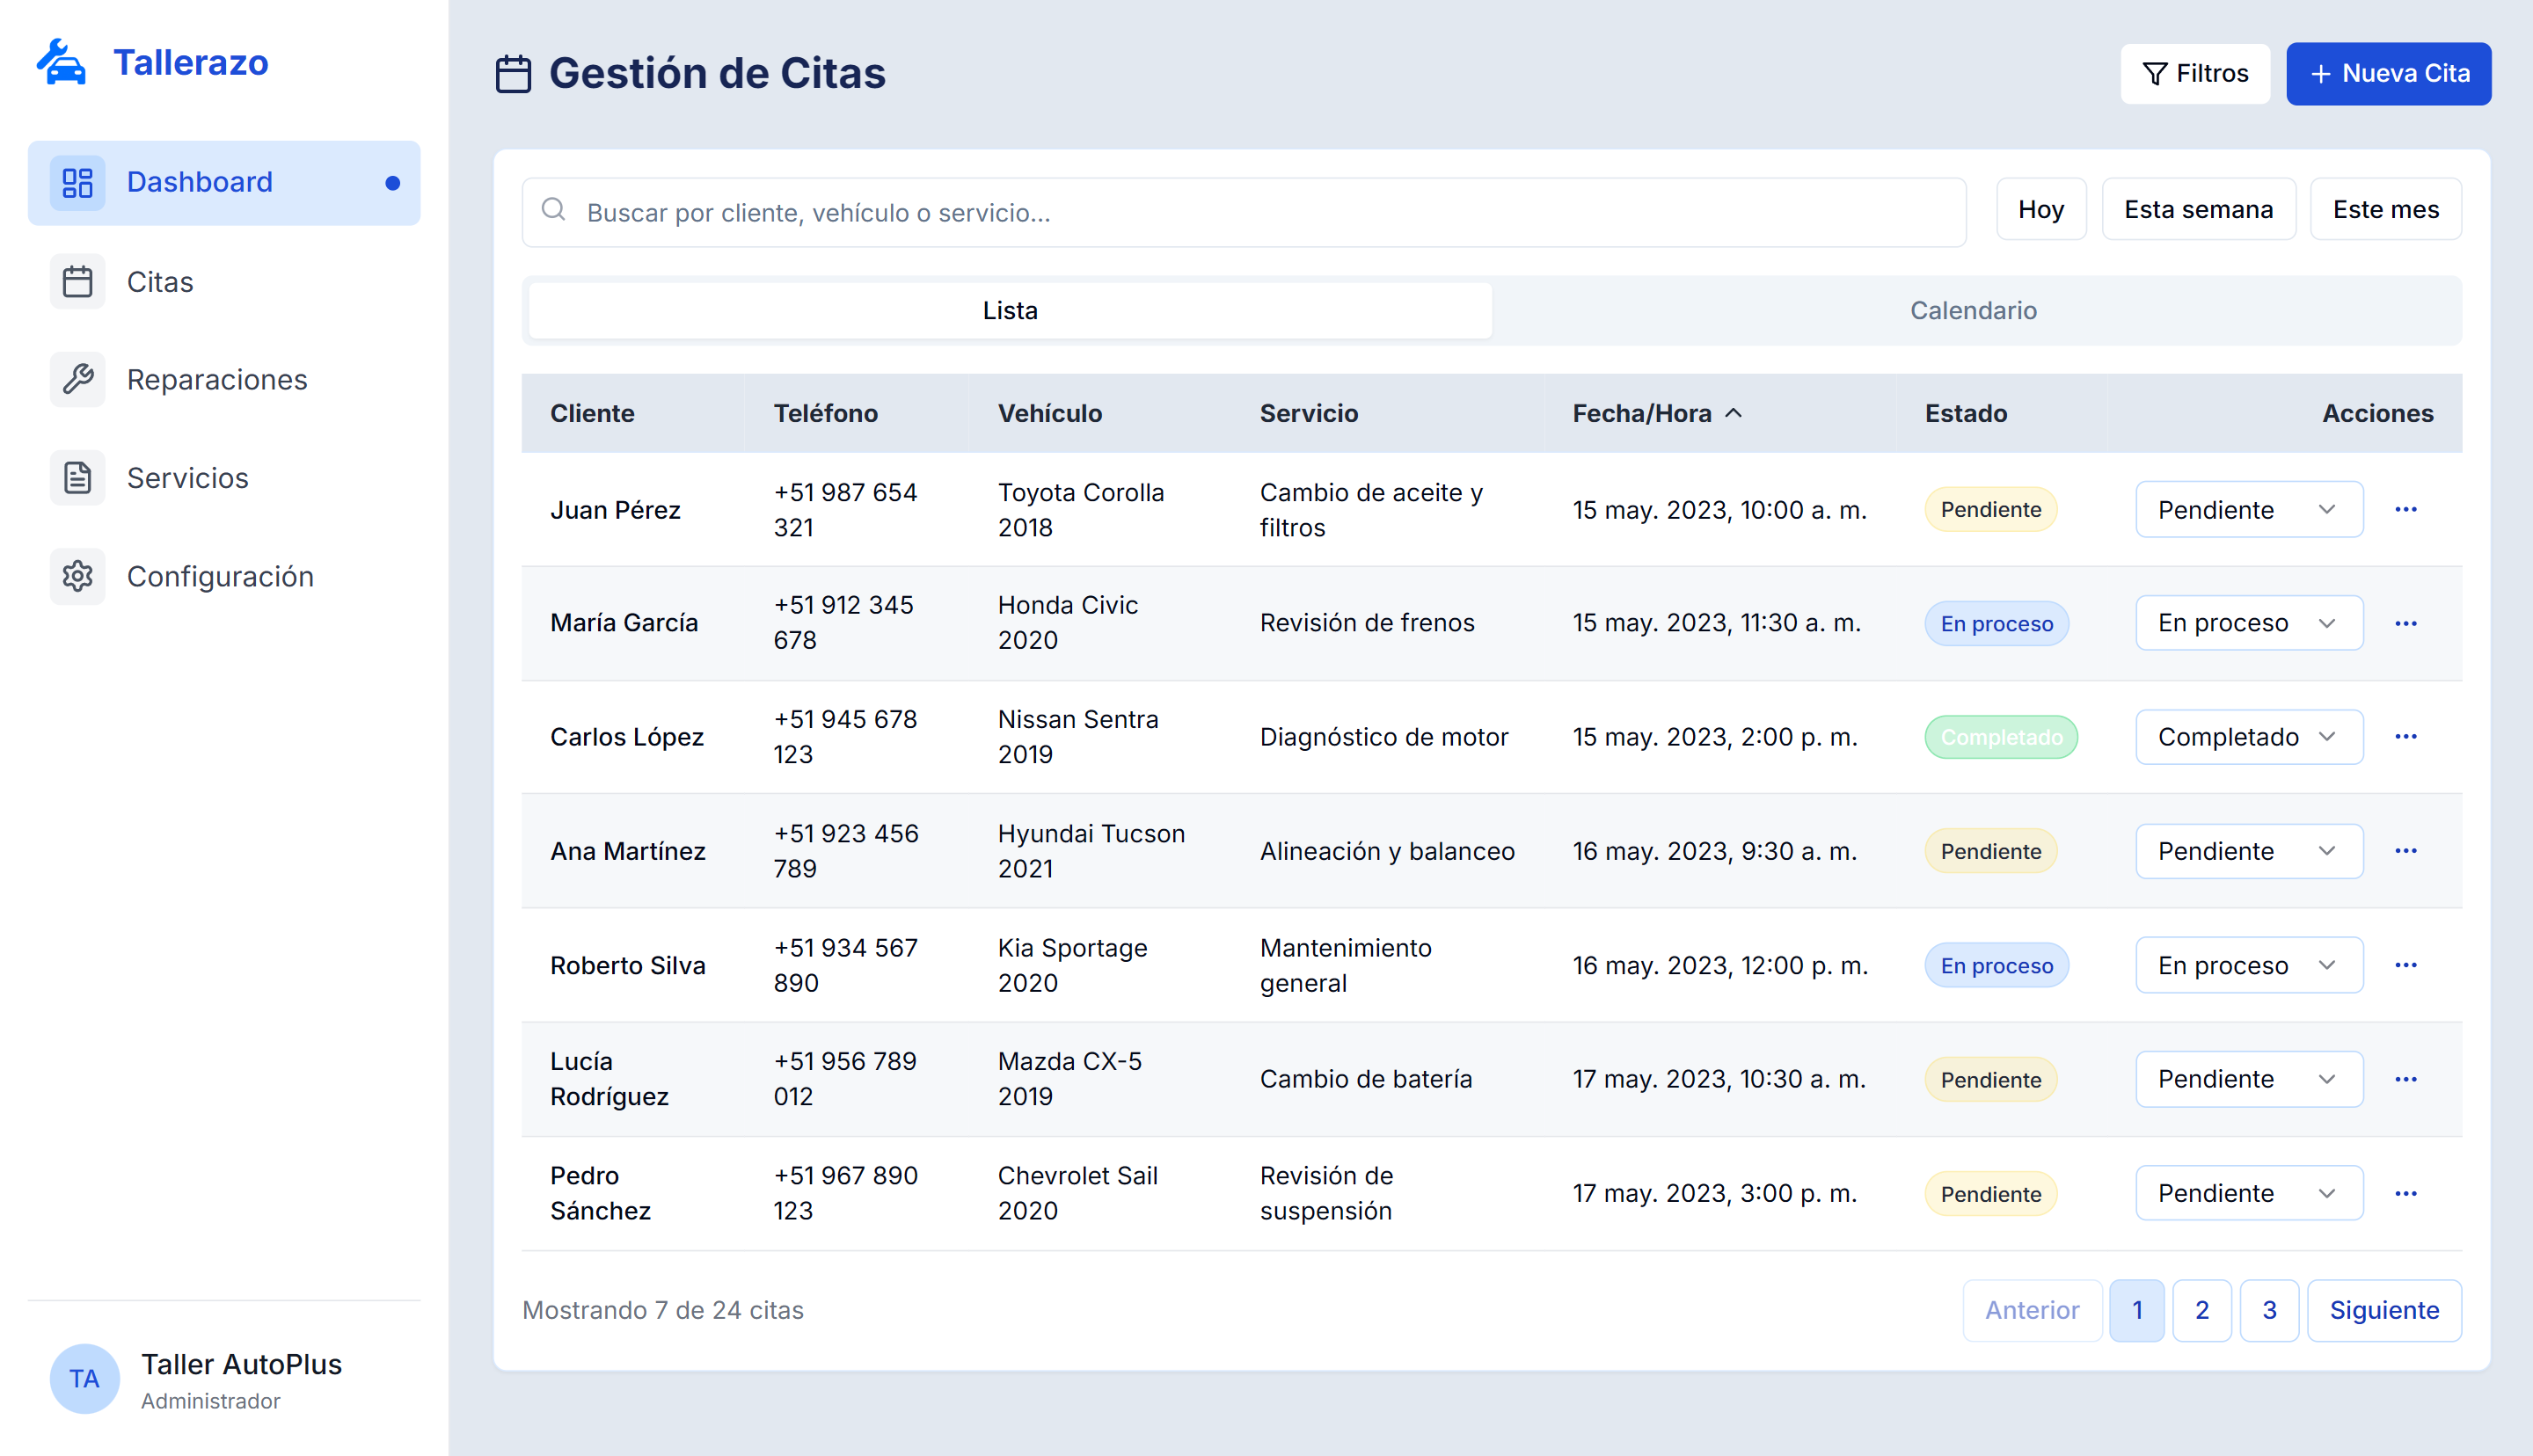 Tallerazo
Dashboard
Citas
Reparaciones
Servicios
Configuración
TA
Taller AutoPlus
Administrador
Gestión de Citas
Filtros
+ Nueva Cita
Buscar por cliente, vehículo o servicio...
Hoy
Esta semana
Este mes
Lista
Calendario
Cliente
Teléfono
Vehículo
Servicio
Fecha/Hora
Estado
Acciones
Juan Pérez
+51 987 654
321
Toyota Corolla
2018
Cambio de aceite y
filtros
15 may. 2023, 10:00 a. m.
Pendiente
Pendiente
María García
+51 912 345
678
Honda Civic
2020
Revisión de frenos
15 may. 2023, 11:30 a. m.
En proceso
En proceso
Carlos López
+51 945 678
123
Nissan Sentra
2019
Diagnóstico de motor
15 may. 2023, 2:00 p. m.
Completado
Completado
Ana Martínez
+51 923 456
789
Hyundai Tucson
2021
Alineación y balanceo
16 may. 2023, 9:30 a. m.
Pendiente
Pendiente
Roberto Silva
+51 934 567
890
Kia Sportage
2020
Mantenimiento
general
16 may. 2023, 12:00 p. m.
En proceso
En proceso
Lucía
Rodríguez
+51 956 789
012
Mazda CX-5
2019
Cambio de batería
17 may. 2023, 10:30 a. m.
Pendiente
Pendiente
Pedro
Sánchez
+51 967 890
123
Chevrolet Sail
2020
Revisión de
suspensión
17 may. 2023, 3:00 p. m.
Pendiente
Pendiente
Mostrando 7 de 24 citas
Anterior
1
2
3
Siguiente